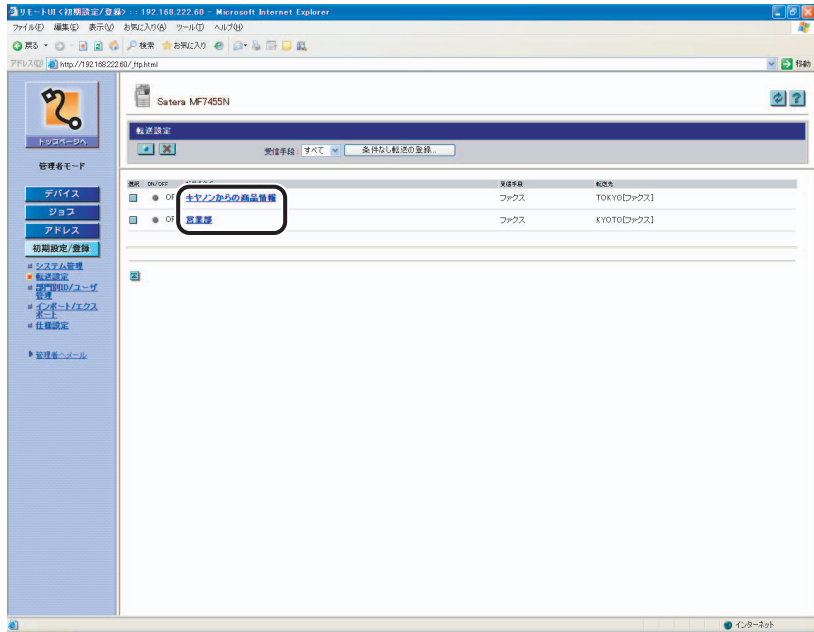 リモートUI <初期設定/登録> : : 192.168.222.60 - Microsoft Internet Explorer
ファイル(F) 編集(E) 表示(V) お気に入り(A) ツール(T) ヘルプ(H)
戻る 検索 お気に入り
アドレス(D) http://192.168.222.60/_ftp.html 移動
Satera MF7455N
トップページへ
管理者モード
デバイス
ジョブ
アドレス
初期設定/登録
システム管理
転送設定
部門別ID/ユーザ
管理
インポート/エクス
ポート
仕様設定
管理者へメール
転送設定
受信手段: すべて 条件なし転送の登録...
選択 ON/OFF 受信手段 転送先
OF キヤノンからの商品情報 ファクス TOKYO[ファクス]
OF 営業部 ファクス KYOTO[ファクス]
インターネット